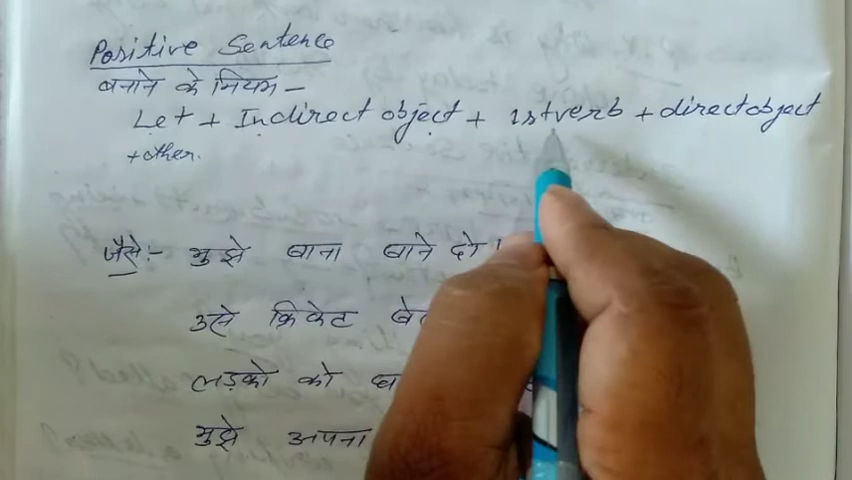 Positive Sentence
बनाने के नियम -
Let + Indirect object + 1st verb + direct object
+ other.
जैसे :- मुझे खाना खाने दो ।
उसे क्रिकेट
लड़को को
मुझे अपना